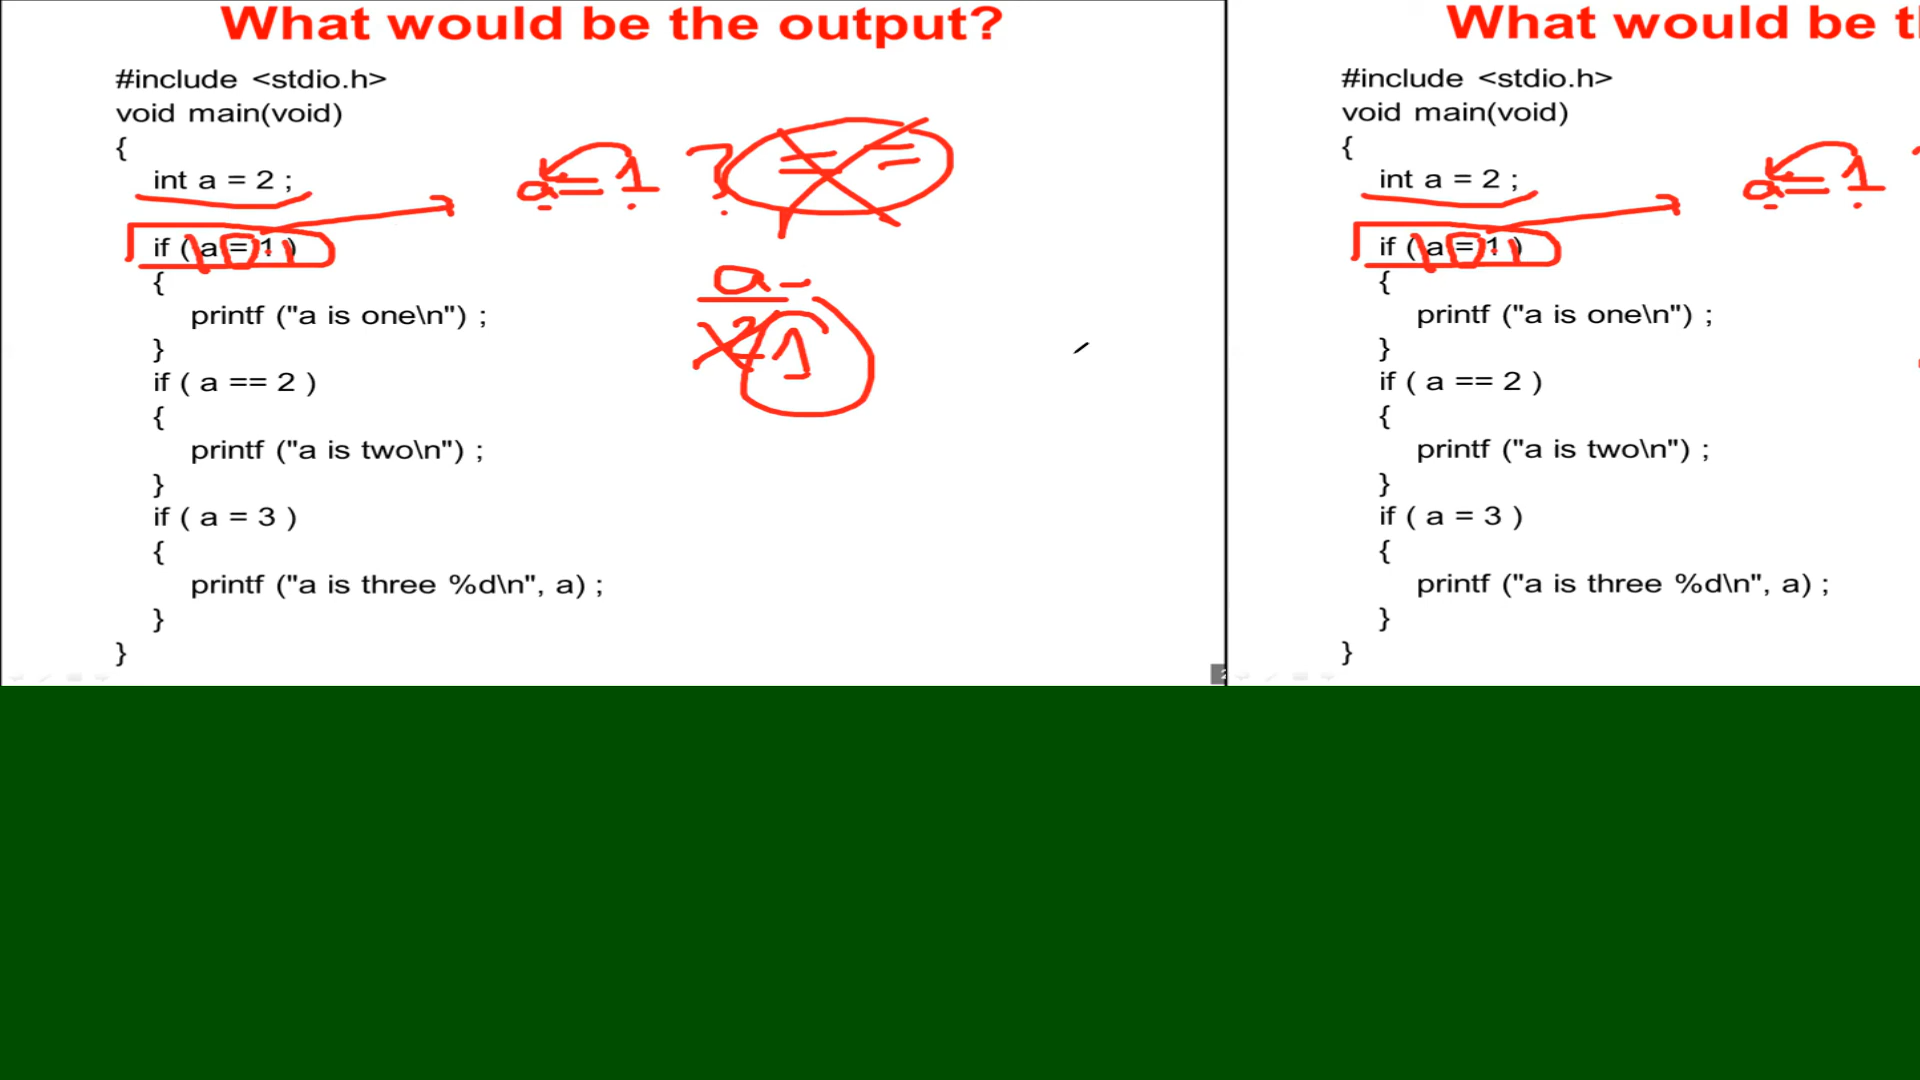 What would be the output?
#include <stdio.h>
void main(void)
{
int a = 2 ;
a = 1 ?
= =
if ( a = 1 )
{
a
2 1
printf ("a is one\n") ;
}
if ( a == 2 )
{
printf ("a is two\n") ;
}
if ( a = 3 )
{
printf ("a is three %d\n", a) ;
}
}
What would be t
#include <stdio.h>
void main(void)
{
int a = 2 ;
a = 1
if ( a = 1 )
{
printf ("a is one\n") ;
}
if ( a == 2 )
{
printf ("a is two\n") ;
}
if ( a = 3 )
{
printf ("a is three %d\n", a) ;
}
}